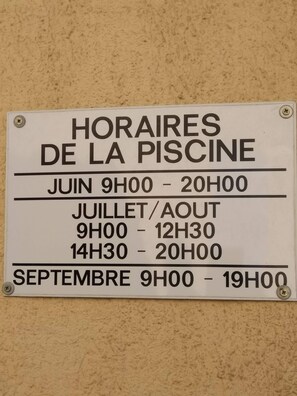 HORAIRES
DE LA PISCINE
JUIN 9H00 - 20H00
JUILLET/AOUT
9H00 - 12H30
14H30 - 20H00
SEPTEMBRE 9H00 - 19H00